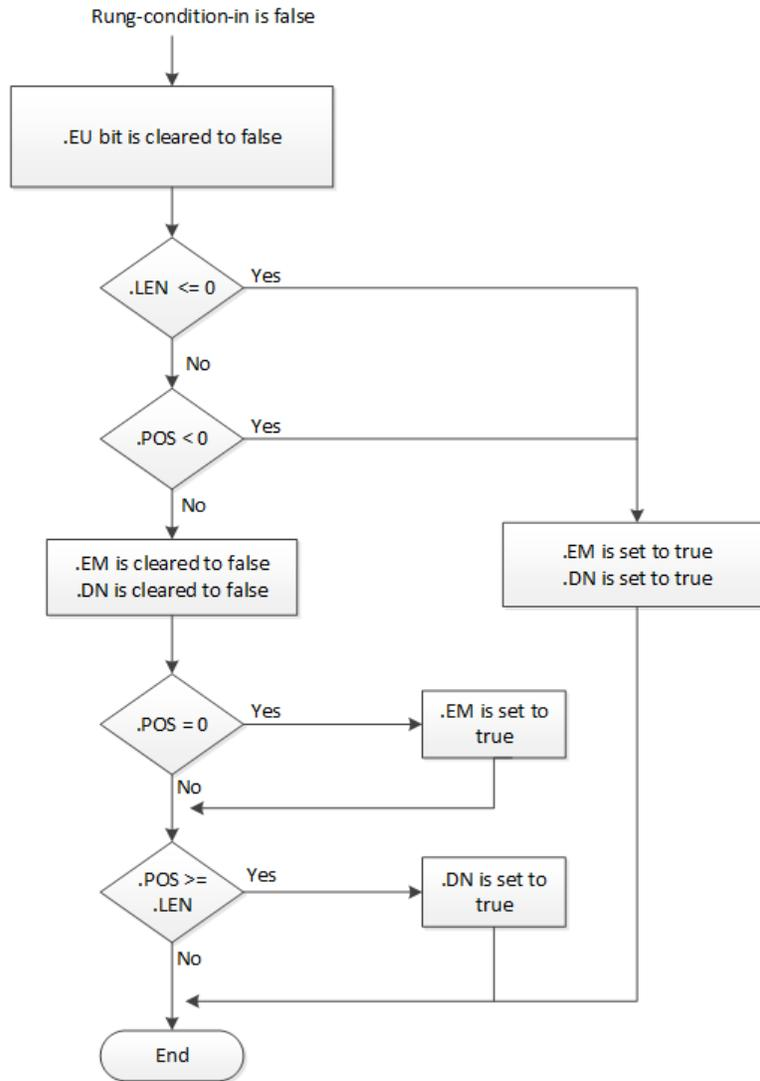 Rung-condition-in is false
.EU bit is cleared to false
.LEN <= 0
Yes
No
.POS < 0
Yes
No
.EM is cleared to false
.DN is cleared to false
.EM is set to true
.DN is set to true
.POS = 0
Yes
.EM is set to
true
No
.POS >=
.LEN
Yes
.DN is set to
true
No
End